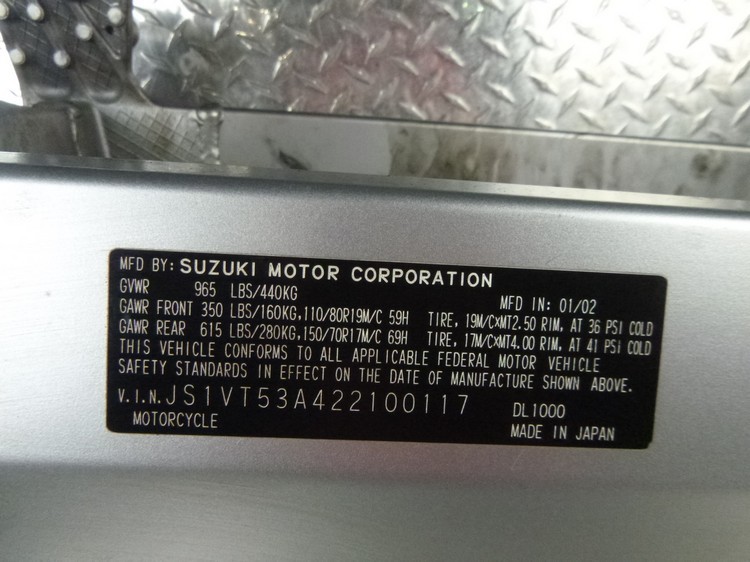 MFD BY: SUZUKI MOTOR CORPORATION
GVWR 965 LBS/440KG MFD IN: 01/02
GAWR FRONT 350 LBS/160KG,110/80R19M/C 59H TIRE, 19M/C×MT2.50 RIM, AT 36 PSI COLD
GAWR REAR 615 LBS/280KG,150/70R17M/C 69H TIRE, 17M/C×MT4.00 RIM, AT 41 PSI COLD
THIS VEHICLE CONFORMS TO ALL APPLICABLE FEDERAL MOTOR VEHICLE
SAFETY STANDARDS IN EFFECT ON THE DATE OF MANUFACTURE SHOWN ABOVE.
V.I.N. JS1VT53A422100117 DL1000
MOTORCYCLE MADE IN JAPAN